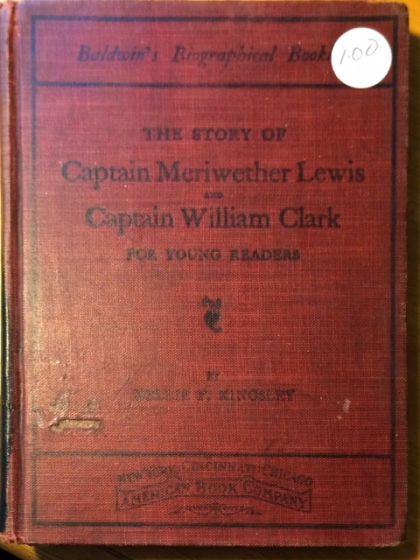 Baldwin's Biographical Books
1.00
THE STORY OF
Captain Meriwether Lewis
AND
Captain William Clark
FOR YOUNG READERS
BY
NELLIE F. KINGSLEY
NEW YORK·CINCINNATI·CHICAGO
AMERICAN BOOK COMPANY